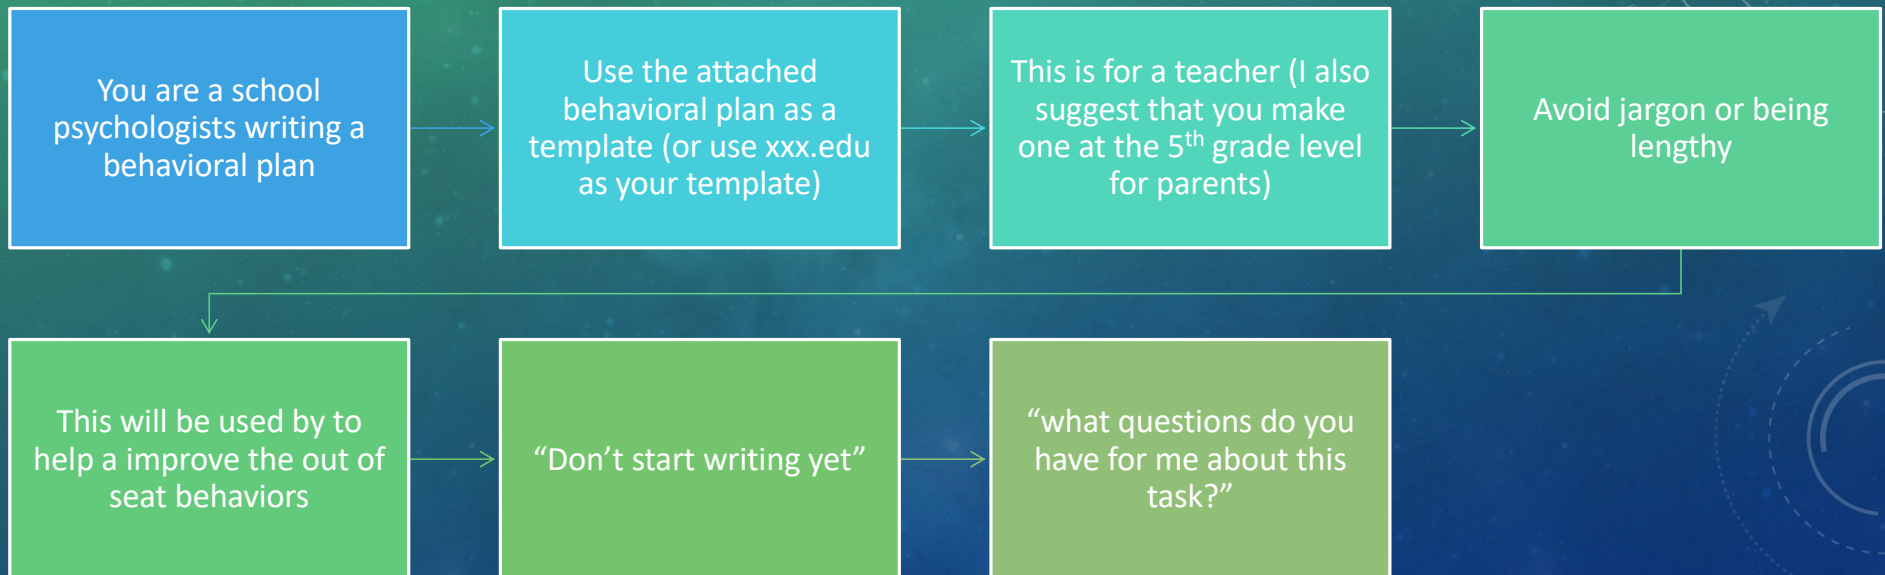 You are a school
psychologists writing a
behavioral plan
Use the attached
behavioral plan as a
template (or use xxx.edu
as your template)
This is for a teacher (I also
suggest that you make
one at the 5th grade level
for parents)
Avoid jargon or being
lengthy
This will be used by to
help a improve the out of
seat behaviors
“Don’t start writing yet”
“what questions do you
have for me about this
task?”